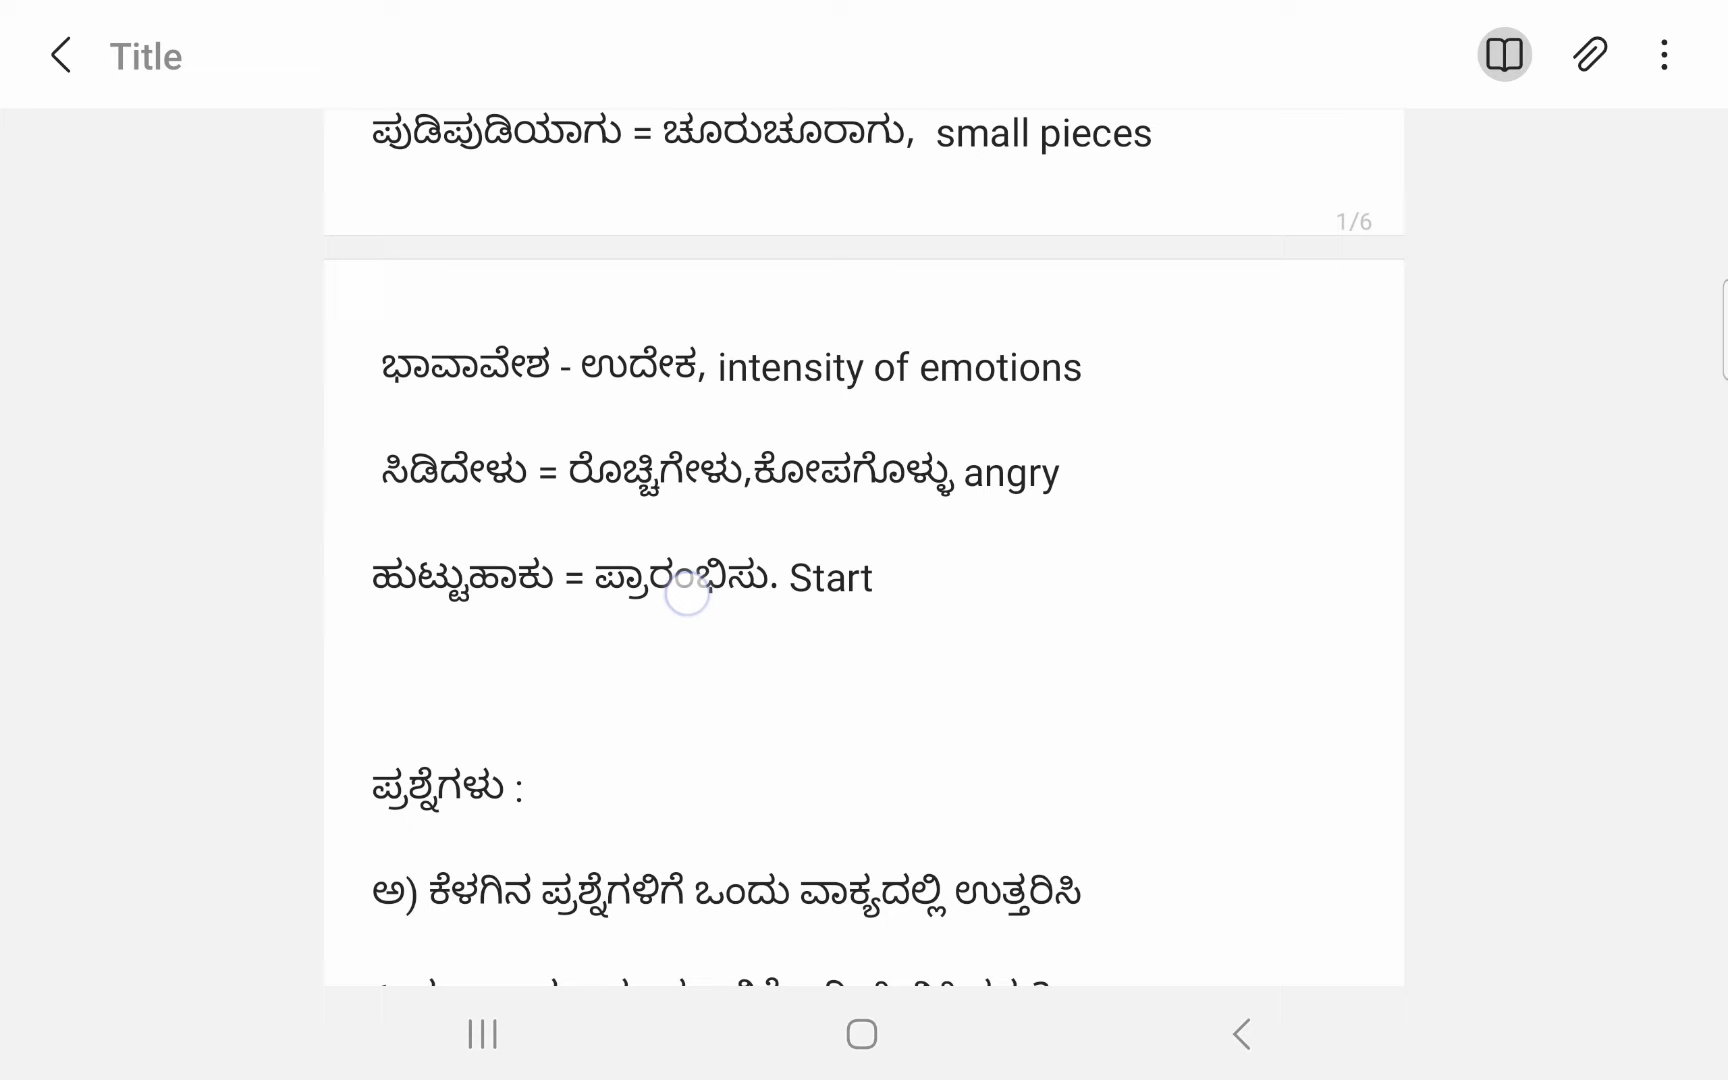 Title
ಪುಡಿಪುಡಿಯಾಗು = ಚೂರುಚೂರಾಗು, small pieces
1/6
ಭಾವಾವೇಶ - ಉದೇಕ, intensity of emotions
ಸಿಡಿದೇಳು = ರೊಚ್ಚಿಗೇಳು,ಕೋಪಗೊಳ್ಳು angry
ಹುಟ್ಟುಹಾಕು = ಪ್ರಾರಂಭಿಸು. Start
ಪ್ರಶ್ನೆಗಳು :
ಅ) ಕೆಳಗಿನ ಪ್ರಶ್ನೆಗಳಿಗೆ ಒಂದು ವಾಕ್ಯದಲ್ಲಿ ಉತ್ತರಿಸಿ